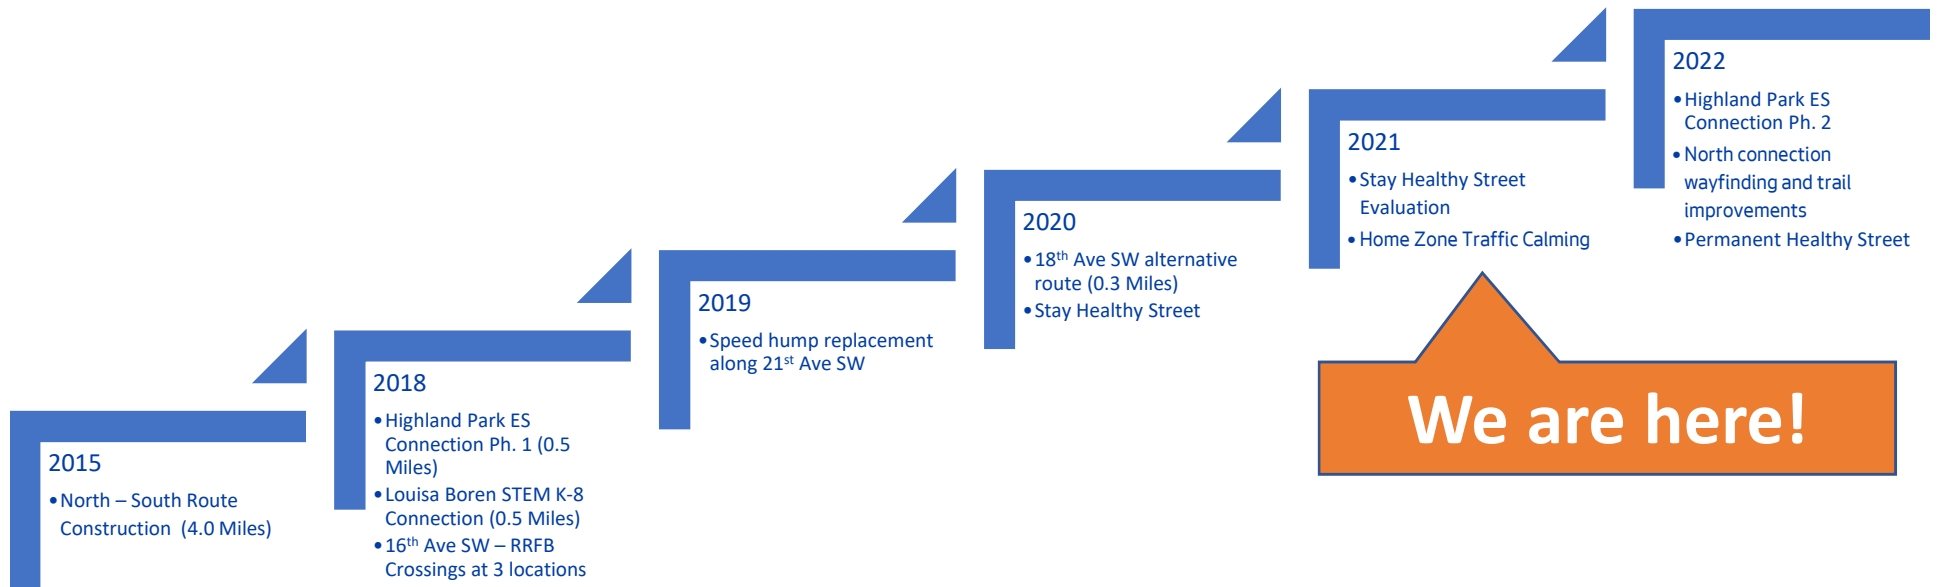 2015
•North – South Route
Construction (4.0 Miles)
2018
•Highland Park ES
Connection Ph. 1 (0.5
Miles)
•Louisa Boren STEM K-8
Connection (0.5 Miles)
•16th Ave SW – RRFB
Crossings at 3 locations
2019
•Speed hump replacement
along 21st Ave SW
2020
•18th Ave SW alternative
route (0.3 Miles)
•Stay Healthy Street
2021
•Stay Healthy Street
Evaluation
•Home Zone Traffic Calming
2022
•Highland Park ES
Connection Ph. 2
•North connection
wayfinding and trail
improvements
•Permanent Healthy Street
We are here!